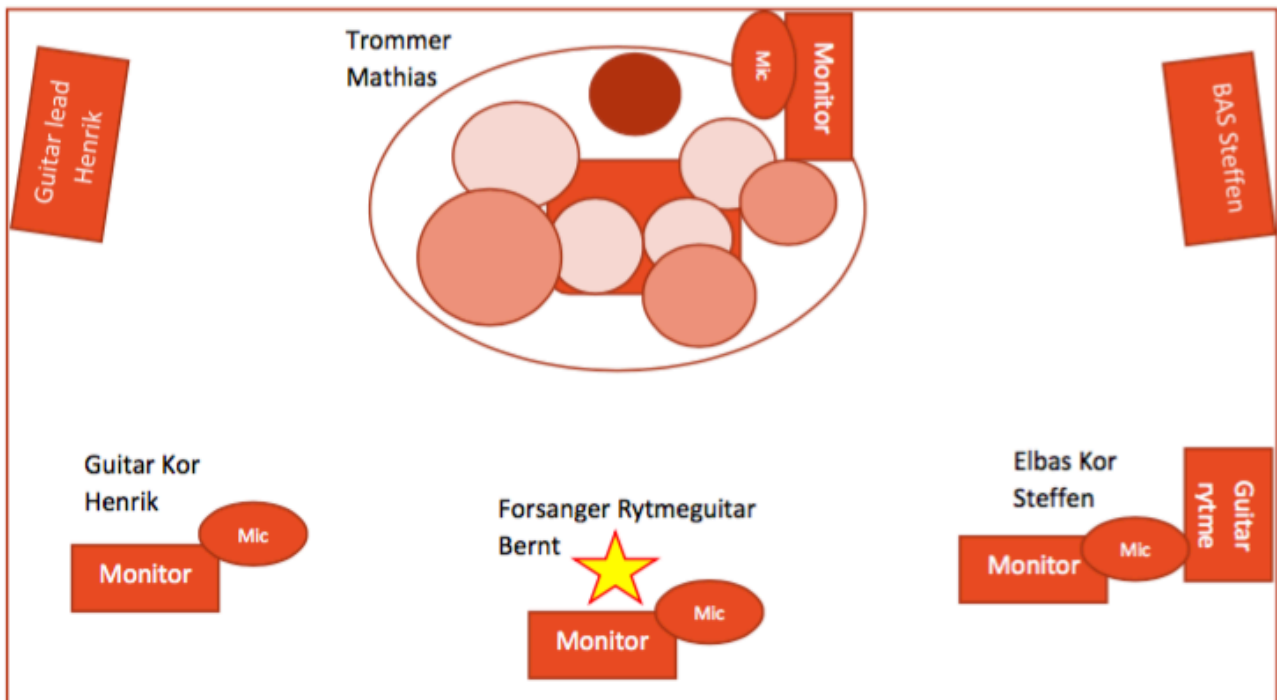 Trommer
Mathias
Mic
Monitor
Guitar lead
Henrik
BAS Steffen
Guitar Kor
Henrik
Mic
Monitor
Forsanger Rytmeguitar
Bernt
Mic
Monitor
Elbas Kor
Steffen
Mic
Monitor
Guitar
rytme